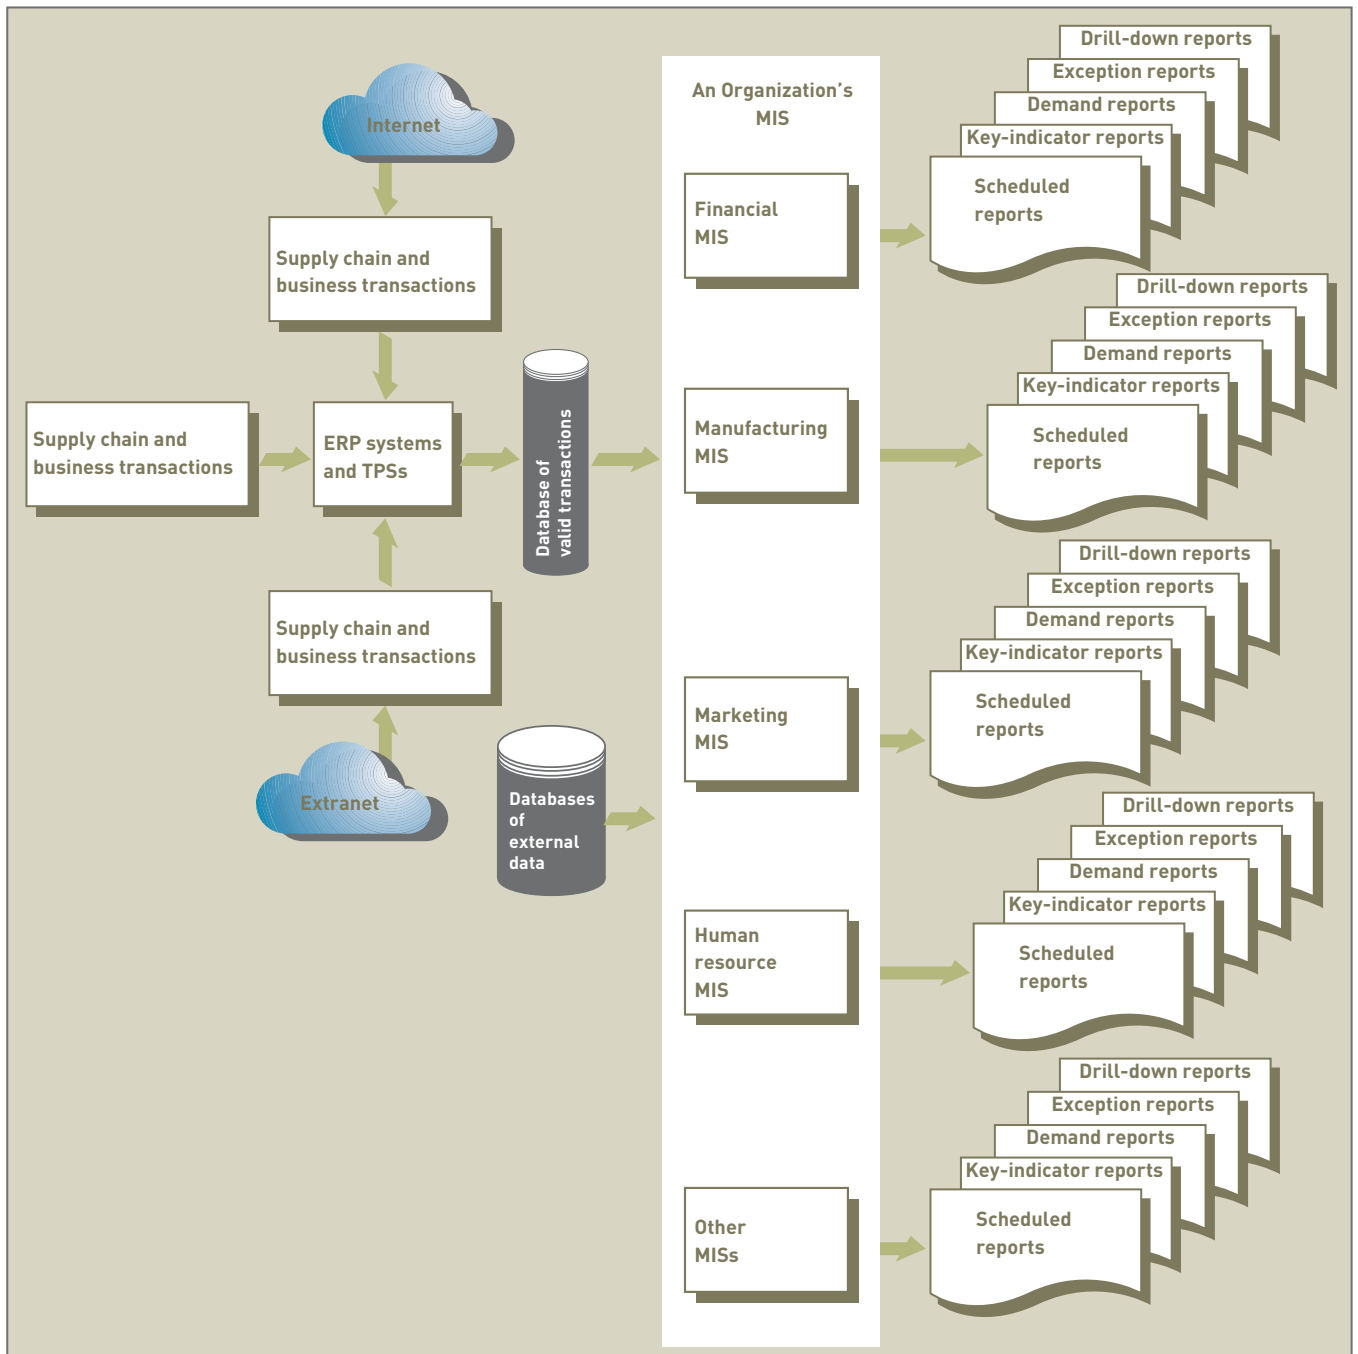 Internet
Supply chain and
business transactions
Supply chain and
business transactions
ERP systems
and TPSs
Database of
valid transactions
Supply chain and
business transactions
Extranet
Databases
of
external
data
An Organization's
MIS
Financial
MIS
Drill-down reports
Exception reports
Demand reports
Key-indicator reports
Scheduled
reports
Manufacturing
MIS
Drill-down reports
Exception reports
Demand reports
Key-indicator reports
Scheduled
reports
Marketing
MIS
Drill-down reports
Exception reports
Demand reports
Key-indicator reports
Scheduled
reports
Human
resource
MIS
Drill-down reports
Exception reports
Demand reports
Key-indicator reports
Scheduled
reports
Other
MISs
Drill-down reports
Exception reports
Demand reports
Key-indicator reports
Scheduled
reports